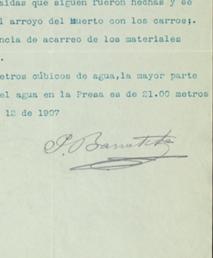 aidas que siguen fueron hechas y se
l arroyo del Muerto con los carros;.
ncia de acarreo de los materiales
.
etros cúbicos de agua,la mayor parte
el agua en la Presa es de 21.00 metros
12 de 1907